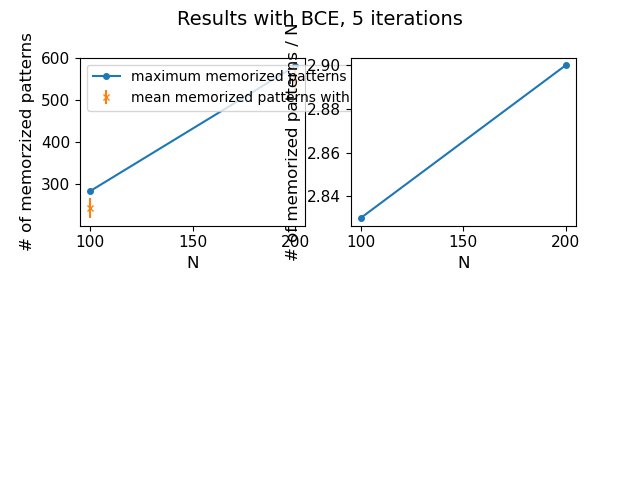 Results with BCE, 5 iterations
# of memorzized patterns
600
500
400
300
maximum memorized patterns
mean memorized patterns with
100
150
200
N
# of memorized patterns / N
2.90
2.88
2.86
2.84
100
150
200
N